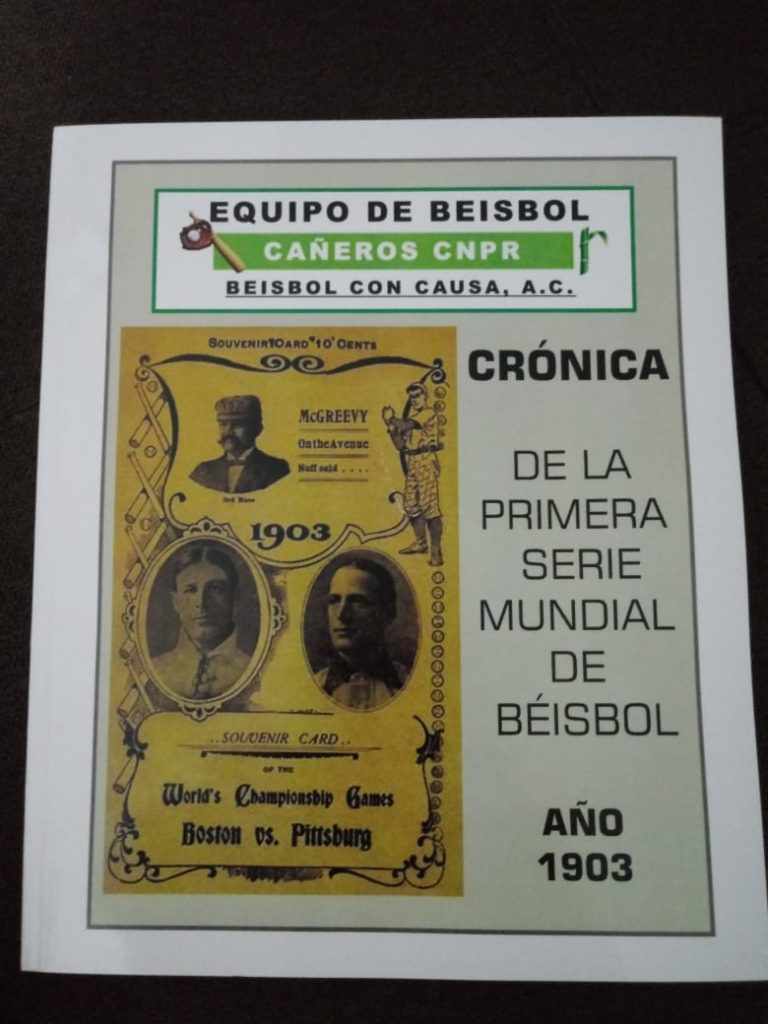 EQUIPO DE BEISBOL
CAÑEROS CNPR
BEISBOL CON CAUSA, A.C.
SOUVENIR CARD 10 CENTS
McGREEVY
On the Avenue
Nuff said ....
3rd Base
1903
..SOUVENIR CARD..
OF THE
World's Championship Games
Boston vs. Pittsburg
CRÓNICA
DE LA
PRIMERA
SERIE
MUNDIAL
DE
BÉISBOL
AÑO
1903